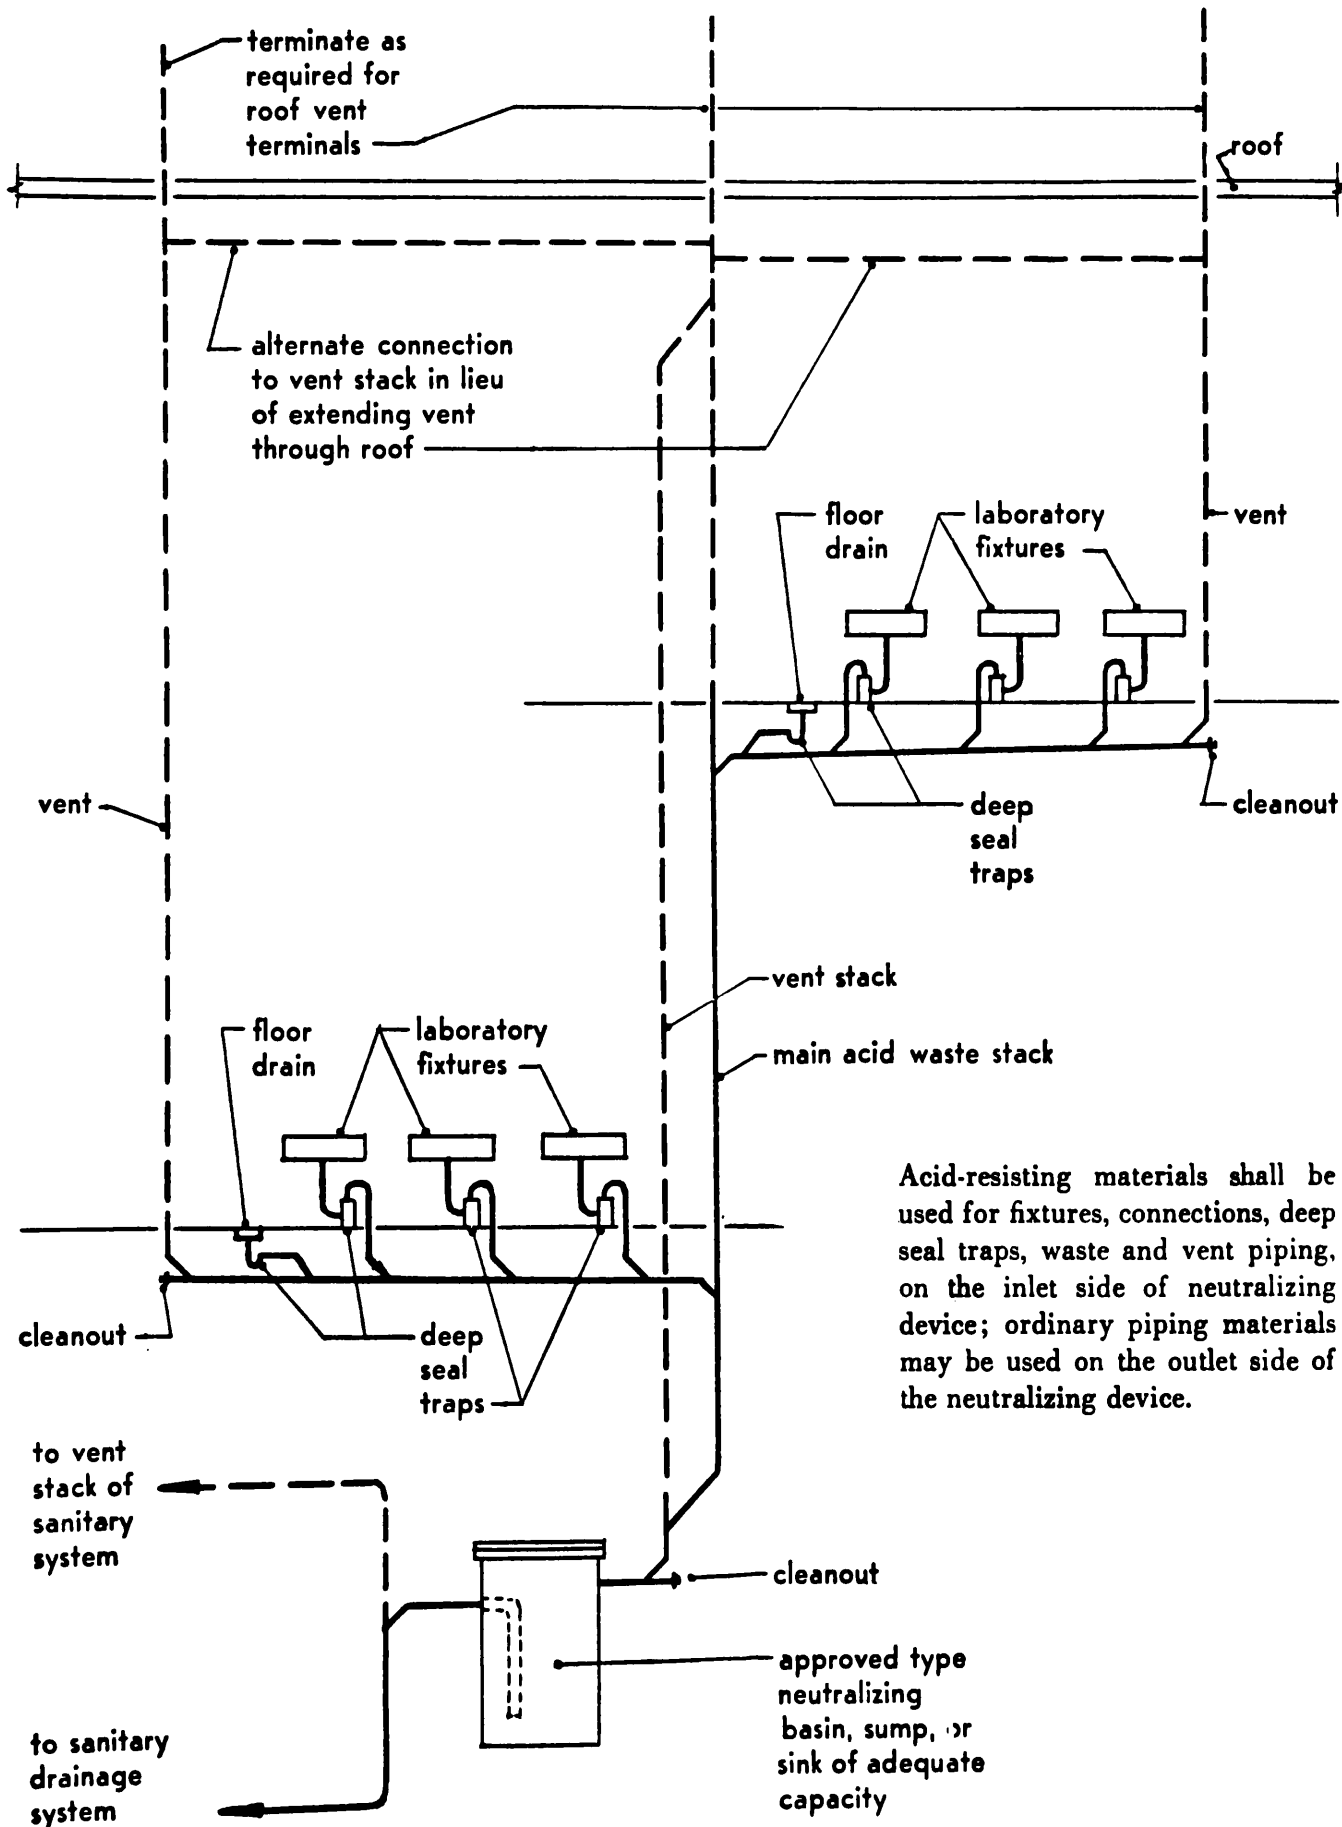 terminate as
required for
roof vent
terminals
roof
alternate connection
to vent stack in lieu
of extending vent
through roof
floor
drain
laboratory
fixtures
vent
vent
deep
seal
traps
cleanout
vent stack
main acid waste stack
floor
drain
laboratory
fixtures
Acid-resisting materials shall be
used for fixtures, connections, deep
seal traps, waste and vent piping,
on the inlet side of neutralizing
device; ordinary piping materials
may be used on the outlet side of
the neutralizing device.
cleanout
deep
seal
traps
to vent
stack of
sanitary
system
cleanout
approved type
neutralizing
basin, sump, or
sink of adequate
capacity
to sanitary
drainage
system